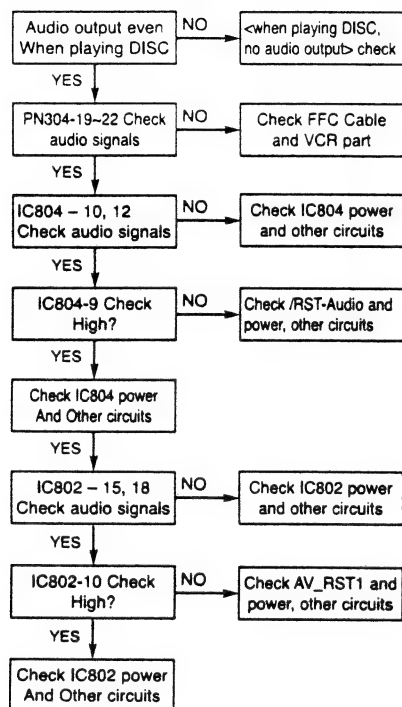 Audio output even
When playing DISC
NO
<when playing DISC,
no audio output> check
YES
PN304-19~22 Check
audio signals
NO
Check FFC Cable
and VCR part
YES
IC804 – 10, 12
Check audio signals
NO
Check IC804 power
and other circuits
YES
IC804-9 Check
High?
NO
Check /RST-Audio and
power, other circuits
YES
Check IC804 power
And Other circuits
YES
IC802 – 15, 18
Check audio signals
NO
Check IC802 power
and other circuits
YES
IC802-10 Check
High?
NO
Check AV_RST1 and
power, other circuits
YES
Check IC802 power
And Other circuits